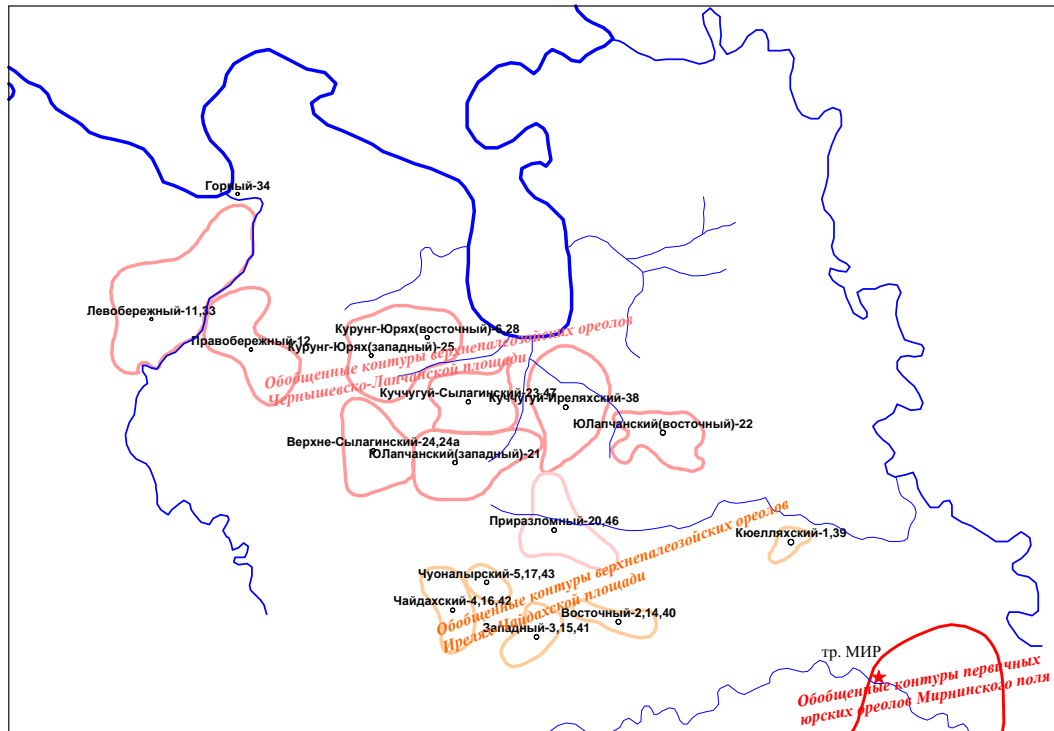 Горный-34
Левобережный-11,33
Правобережный-12
Курунг-Юрях(восточный)-6,28
Курунг-Юрях(западный)-25
Обобщенные контуры верхнепалеозойских ореолов
Чернышевско-Лапчанской площади
Куччугуй-Сылагинский-23,47
Куччугуй-Иреляхский-38
ЮЛапчанский(восточный)-22
Верхне-Сылагинский-24,24а
ЮЛапчанский(западный)-21
Приразломный-20,46
Кюелляхский-1,39
Чуоналырский-5,17,43
Чайдахский-4,16,42
Обобщенные контуры верхнепалеозойских ореолов
Ирелях-Чайдахской площади
Восточный-2,14,40
Западный-3,15,41
тр. МИР
Обобщенные контуры первичных
юрских ореолов Мирнинского поля